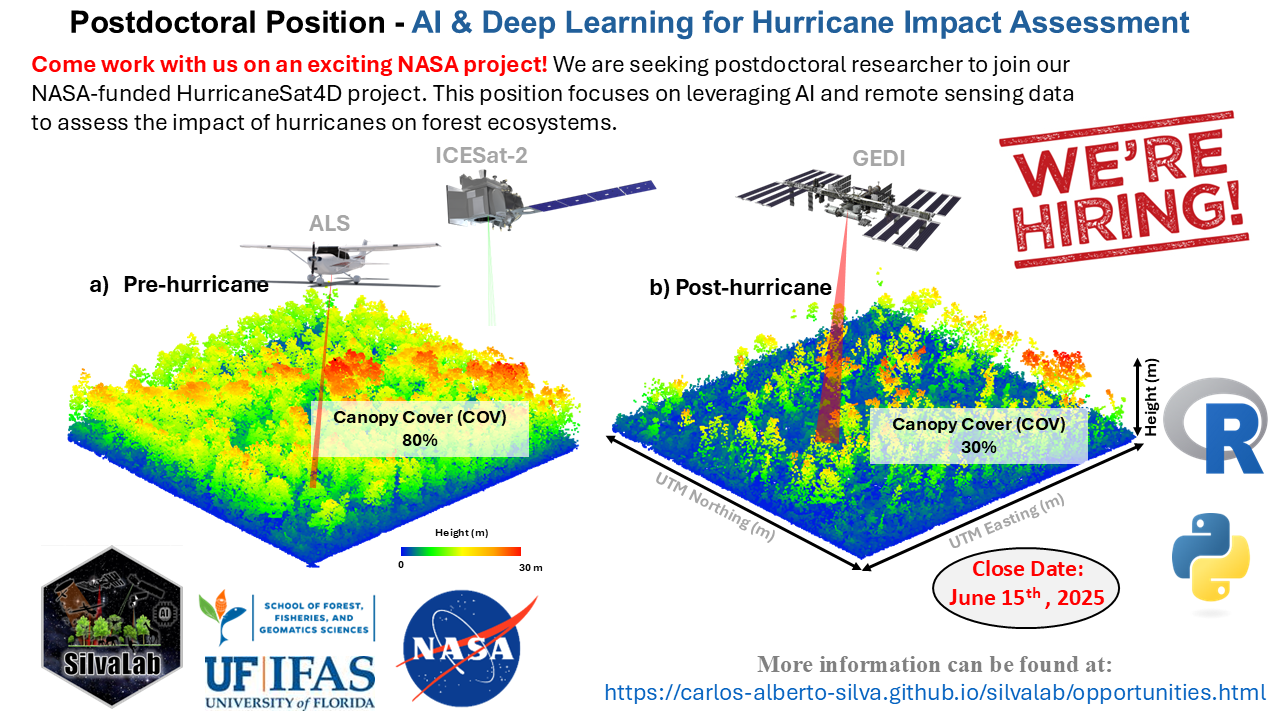 Postdoctoral Position - AI & Deep Learning for Hurricane Impact Assessment
Come work with us on an exciting NASA project! We are seeking postdoctoral researcher to join our
NASA-funded HurricaneSat4D project. This position focuses on leveraging AI and remote sensing data
to assess the impact of hurricanes on forest ecosystems.
WE'RE
HIRING!
ICESat-2
GEDI
ALS
a) Pre-hurricane
b) Post-hurricane
Canopy Cover (COV)
80%
Canopy Cover (COV)
30%
Height (m)
R
UTM Northing (m)
UTM Easting (m)
Height (m)
0
30 m
Close Date:
June 15th , 2025
AI
SilvaLab
SCHOOL OF FOREST,
FISHERIES, AND
GEOMATICS SCIENCES
UF|IFAS
UNIVERSITY of FLORIDA
NASA
More information can be found at:
https://carlos-alberto-silva.github.io/silvalab/opportunities.html